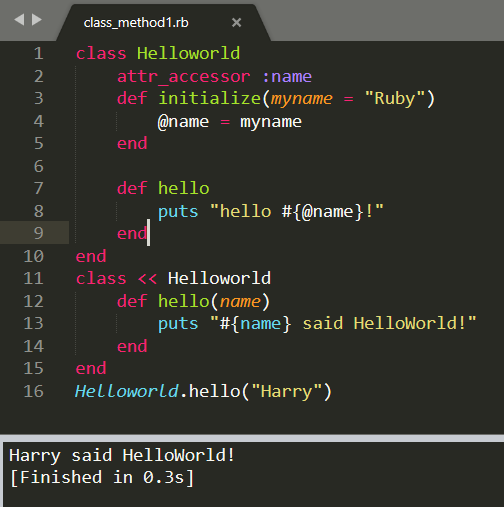 class_method1.rb ×
1 class Helloworld
2     attr_accessor :name
3     def initialize(myname = "Ruby")
4         @name = myname
5     end
6
7     def hello
8         puts "hello #{@name}!"
9     end
10 end
11 class << Helloworld
12     def hello(name)
13         puts "#{name} said HelloWorld!"
14     end
15 end
16 Helloworld.hello("Harry")
Harry said HelloWorld!
[Finished in 0.3s]